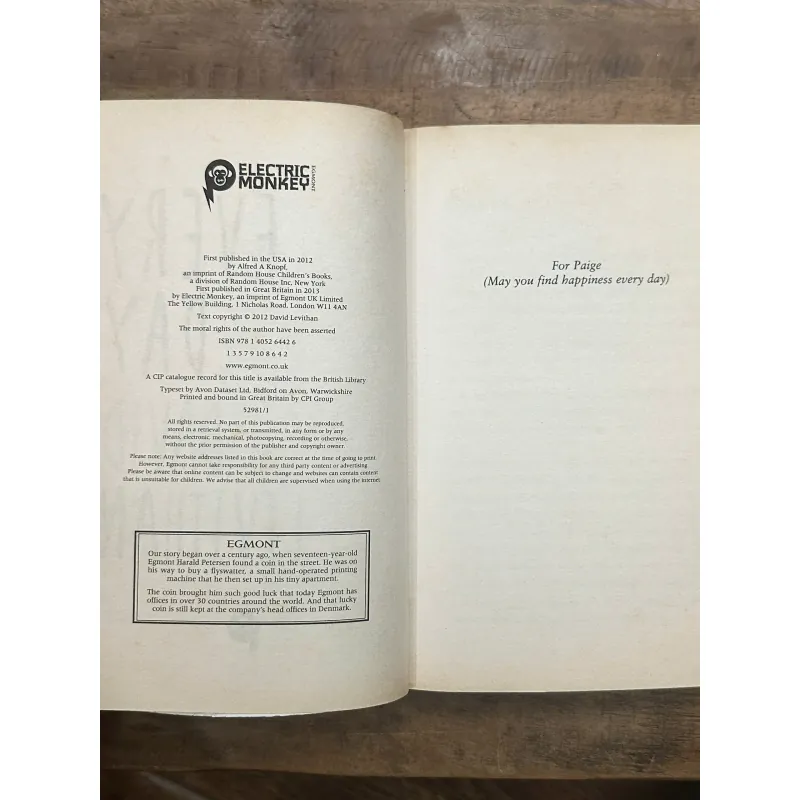 ELECTRIC
MONKEY
EGMONT
First published in the USA in 2012
by Alfred A Knopf,
an imprint of Random House Children's Books,
a division of Random House Inc, New York
First published in Great Britain in 2013
by Electric Monkey, an imprint of Egmont UK Limited
The Yellow Building, 1 Nicholas Road, London W11 4AN
Text copyright © 2012 David Levithan
The moral rights of the author have been asserted
ISBN 978 1 4052 6442 6
1 3 5 7 9 10 8 6 4 2
www.egmont.co.uk
A CIP catalogue record for this title is available from the British Library
Typeset by Avon Dataset Ltd, Bidford on Avon, Warwickshire
Printed and bound in Great Britain by CPI Group
52981/1
All rights reserved. No part of this publication may be reproduced,
stored in a retrieval system, or transmitted, in any form or by any
means, electronic, mechanical, photocopying, recording or otherwise,
without the prior permission of the publisher and copyright owner.
Please note: Any website addresses listed in this book are correct at the time of going to print.
However, Egmont cannot take responsibility for any third party content or advertising.
Please be aware that online content can be subject to change and websites can contain content
that is unsuitable for children. We advise that all children are supervised when using the internet.
EGMONT
Our story began over a century ago, when seventeen-year-old
Egmont Harald Petersen found a coin in the street. He was on
his way to buy a flyswatter, a small hand-operated printing
machine that he then set up in his tiny apartment.
The coin brought him such good luck that today Egmont has
offices in over 30 countries around the world. And that lucky
coin is still kept at the company's head offices in Denmark.
For Paige
(May you find happiness every day)